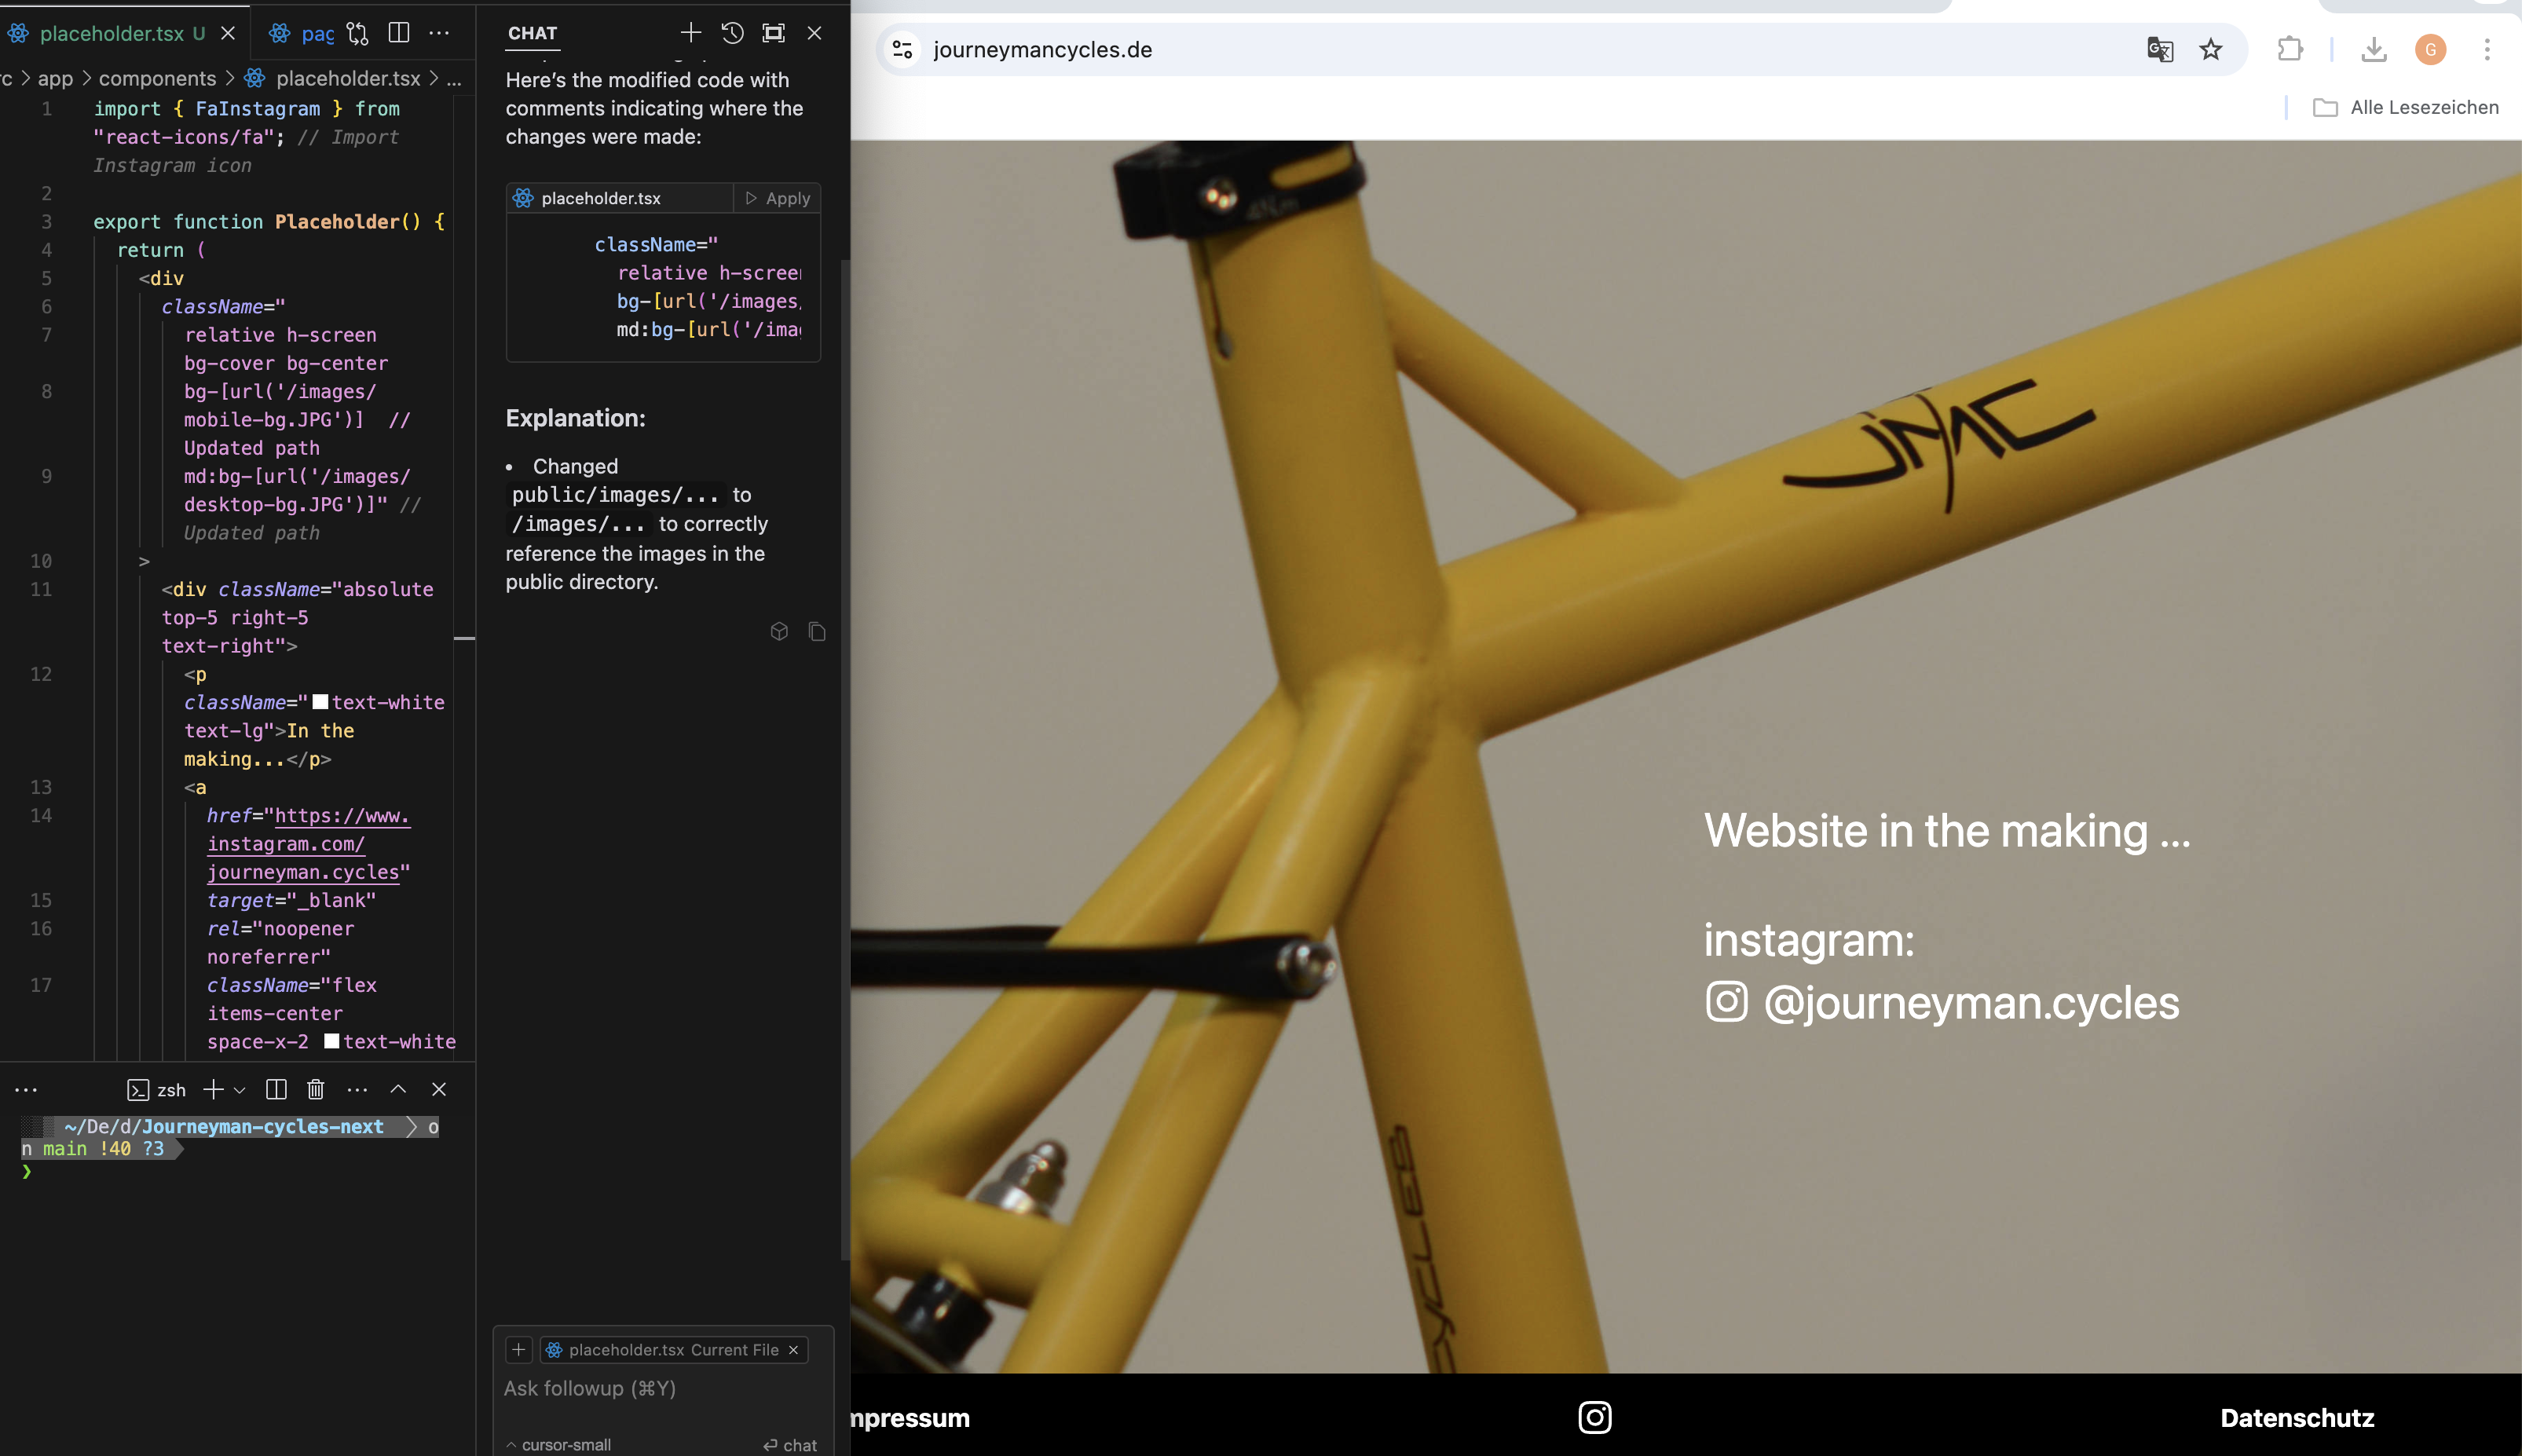 placeholder.tsx U
pag
rc > app > components > placeholder.tsx > ...
1 import { FaInstagram } from
"react-icons/fa"; // Import
Instagram icon
2
3 export function Placeholder() {
4 return (
5 <div
6 className="
7 relative h-screen
bg-cover bg-center
8 bg-[url('/images/
mobile-bg.JPG')] //
Updated path
9 md:bg-[url('/images/
desktop-bg.JPG')]" //
Updated path
10 >
11 <div className="absolute
top-5 right-5
text-right">
12 <p
className="text-white
text-lg">In the
making...</p>
13 <a
14 href="https://www.
instagram.com/
journeyman.cycles"
15 target="_blank"
16 rel="noopener
noreferrer"
17 className="flex
items-center
space-x-2 text-white
zsh
~/De/d/Journeyman-cycles-next o
n main !40 ?3
❯
CHAT
Here’s the modified code with
comments indicating where the
changes were made:
placeholder.tsx
Apply
className="
relative h-screen
bg-[url('/images/
md:bg-[url('/imag
Explanation:
• Changed
public/images/... to
/images/... to correctly
reference the images in the
public directory.
placeholder.tsx Current File
Ask followup (⌘Y)
cursor-small
chat
journeymancycles.de
G
Alle Lesezeichen
JMC
Website in the making ...
instagram:
@journeyman.cycles
CYCLES
mpressum
Datenschutz